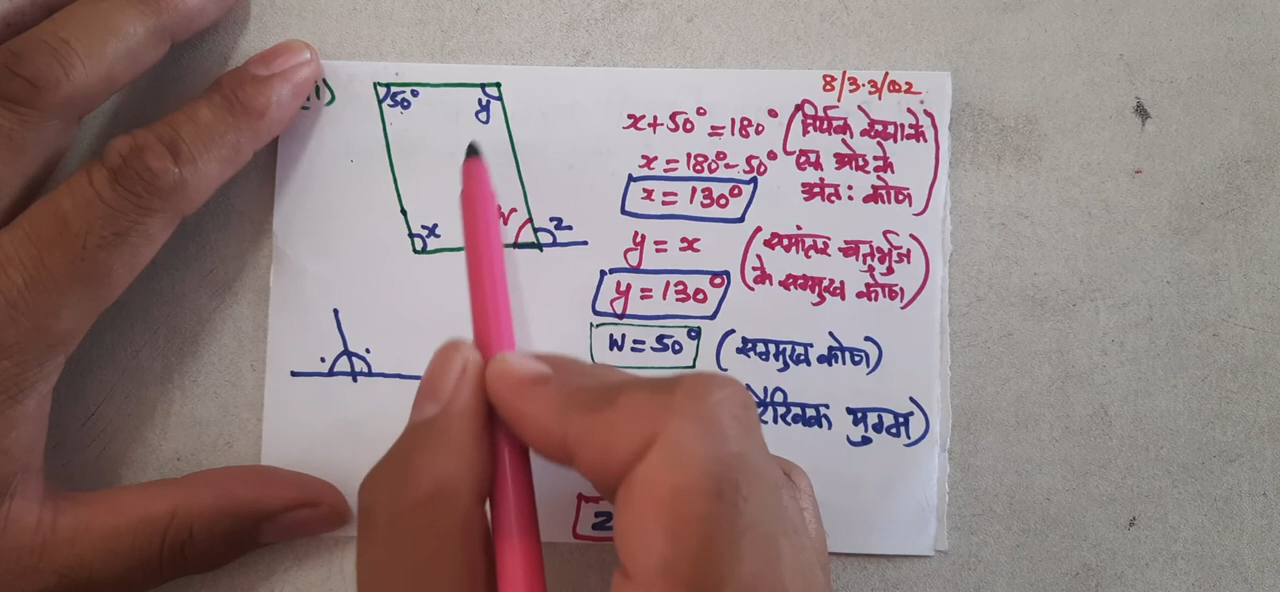 8/3.3/Q2
50° y
x z
x+50°=180° (तिर्यक रेखा के
x=180°-50° एक ओर के
x=130° अंतः कोण)
y = x (समांतर चतुर्भुज
के सम्मुख कोण)
y=130°
W=50° (सम्मुख कोण)
रैखिक युग्म)